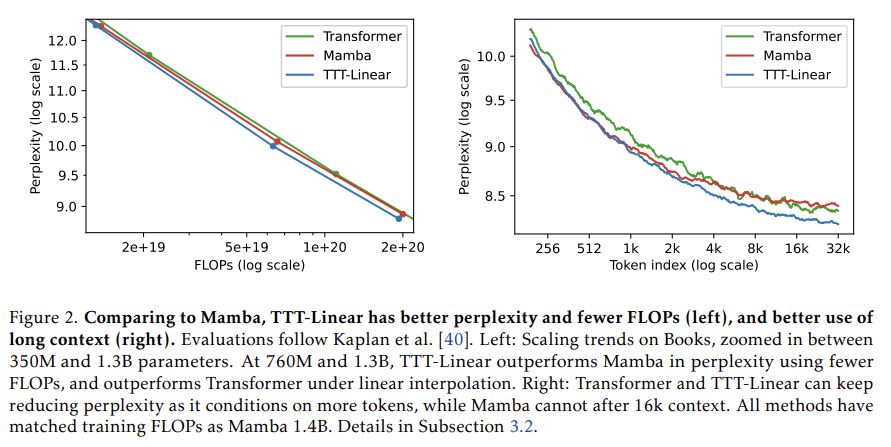 12.0
11.5
11.0
10.5
10.0
9.5
9.0
Perplexity (log scale)
Transformer
Mamba
TTT-Linear
2e+19
5e+19
1e+20
2e+20
FLOPs (log scale)
10.0
9.5
9.0
8.5
Perplexity (log scale)
Transformer
Mamba
TTT-Linear
256
512
1k
2k
4k
8k
16k
32k
Token index (log scale)
Figure 2. Comparing to Mamba, TTT-Linear has better perplexity and fewer FLOPs (left), and better use of
long context (right). Evaluations follow Kaplan et al. [40]. Left: Scaling trends on Books, zoomed in between
350M and 1.3B parameters. At 760M and 1.3B, TTT-Linear outperforms Mamba in perplexity using fewer
FLOPs, and outperforms Transformer under linear interpolation. Right: Transformer and TTT-Linear can keep
reducing perplexity as it conditions on more tokens, while Mamba cannot after 16k context. All methods have
matched training FLOPs as Mamba 1.4B. Details in Subsection 3.2.